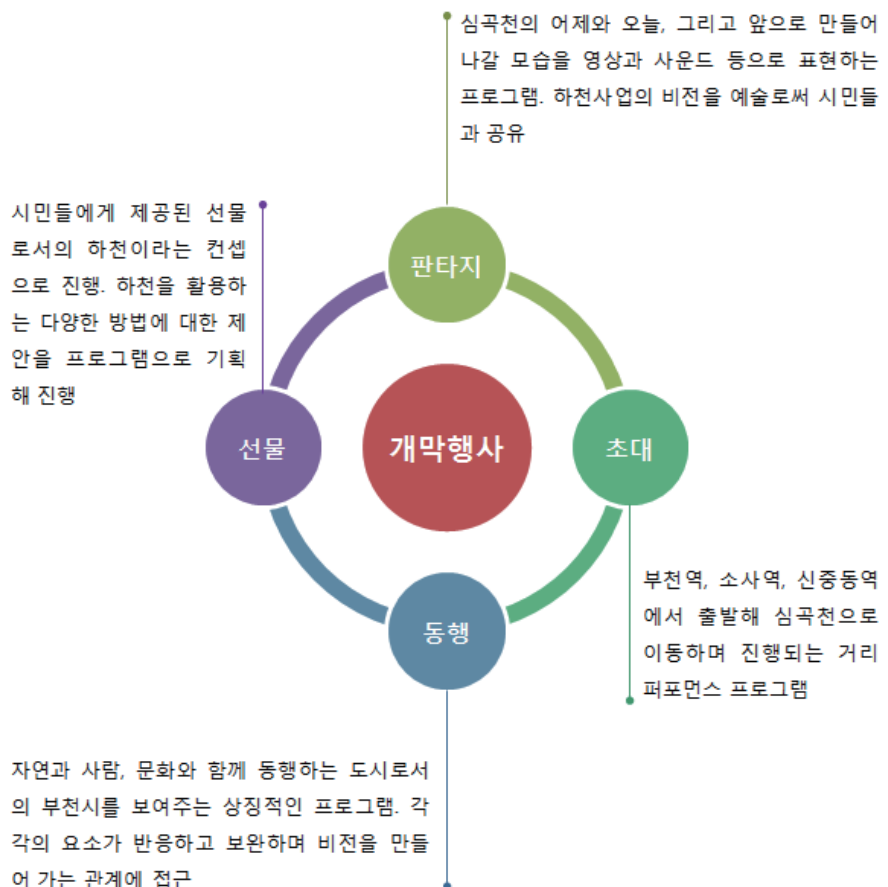 심곡천의 어제와 오늘, 그리고 앞으로 만들어
나갈 모습을 영상과 사운드 등으로 표현하는
프로그램. 하천사업의 비전을 예술로써 시민들
과 공유
시민들에게 제공된 선물
로서의 하천이라는 컨셉
으로 진행. 하천을 활용하
는 다양한 방법에 대한 제
안을 프로그램으로 기획
해 진행
판타지
선물
개막행사
초대
동행
부천역, 소사역, 신중동역
에서 출발해 심곡천으로
이동하며 진행되는 거리
퍼포먼스 프로그램
자연과 사람, 문화와 함께 동행하는 도시로서
의 부천시를 보여주는 상징적인 프로그램. 각
각의 요소가 반응하고 보완하며 비전을 만들
어 가는 관계에 접근